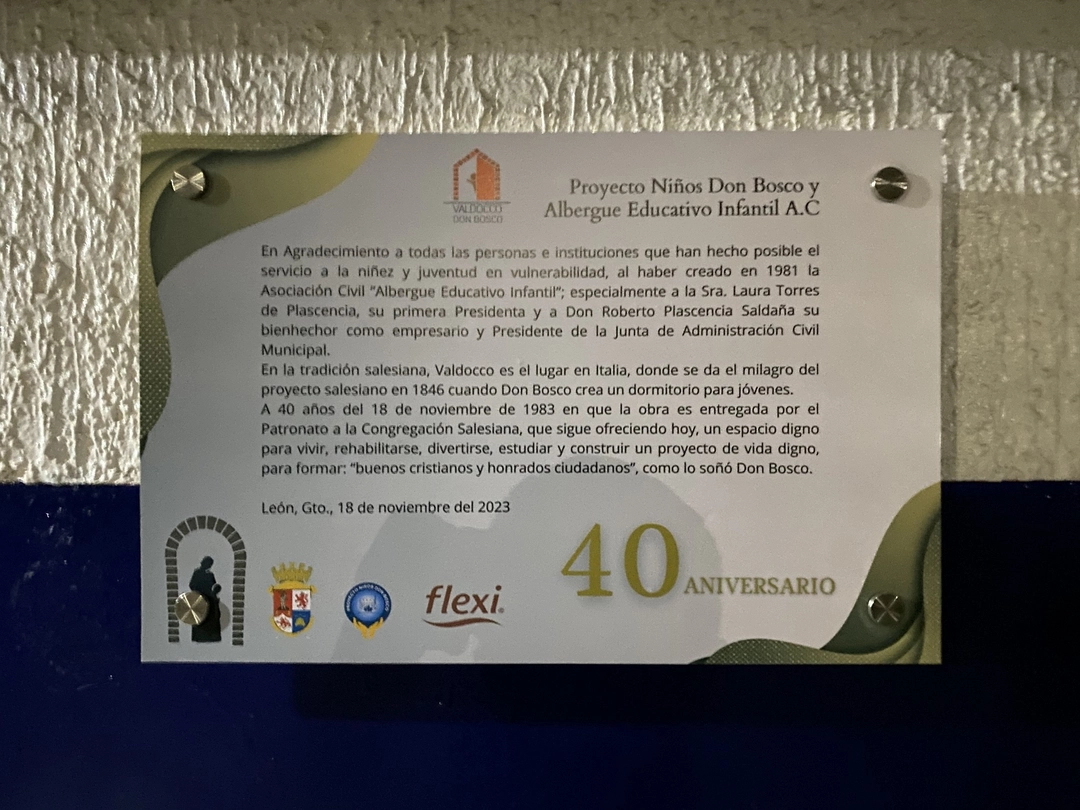 VALDOCCO
DON BOSCO
Proyecto Niños Don Bosco y
Albergue Educativo Infantil A.C
En Agradecimiento a todas las personas e instituciones que han hecho posible el
servicio a la niñez y juventud en vulnerabilidad, al haber creado en 1981 la
Asociación Civil "Albergue Educativo Infantil"; especialmente a la Sra. Laura Torres
de Plascencia, su primera Presidenta y a Don Roberto Plascencia Saldaña su
bienhechor como empresario y Presidente de la Junta de Administración Civil
Municipal.
En la tradición salesiana, Valdocco es el lugar en Italia, donde se da el milagro del
proyecto salesiano en 1846 cuando Don Bosco crea un dormitorio para jóvenes.
A 40 años del 18 de noviembre de 1983 en que la obra es entregada por el
Patronato a la Congregación Salesiana, que sigue ofreciendo hoy, un espacio digno
para vivir, rehabilitarse, divertirse, estudiar y construir un proyecto de vida digno,
para formar: "buenos cristianos y honrados ciudadanos", como lo soñó Don Bosco.
León, Gto., 18 de noviembre del 2023
PROYECTO NIÑOS DON BOSCO
flexi®
40 ANIVERSARIO